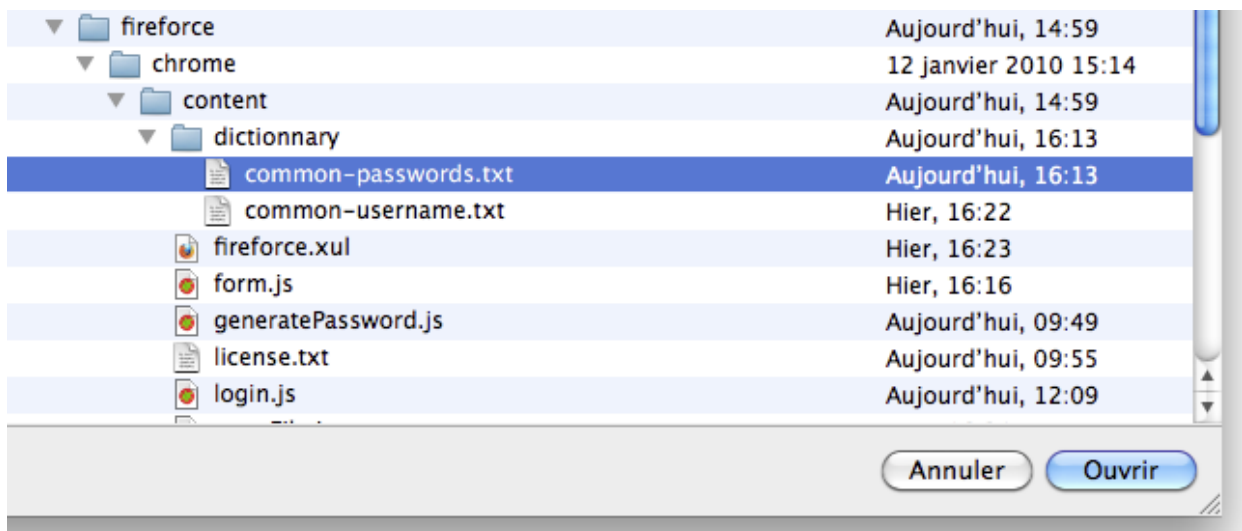 fireforce Aujourd'hui, 14:59
chrome 12 janvier 2010 15:14
content Aujourd'hui, 14:59
dictionnary Aujourd'hui, 16:13
common-passwords.txt Aujourd'hui, 16:13
common-username.txt Hier, 16:22
fireforce.xul Hier, 16:23
form.js Hier, 16:16
generatePassword.js Aujourd'hui, 09:49
license.txt Aujourd'hui, 09:55
login.js Aujourd'hui, 12:09
Annuler Ouvrir